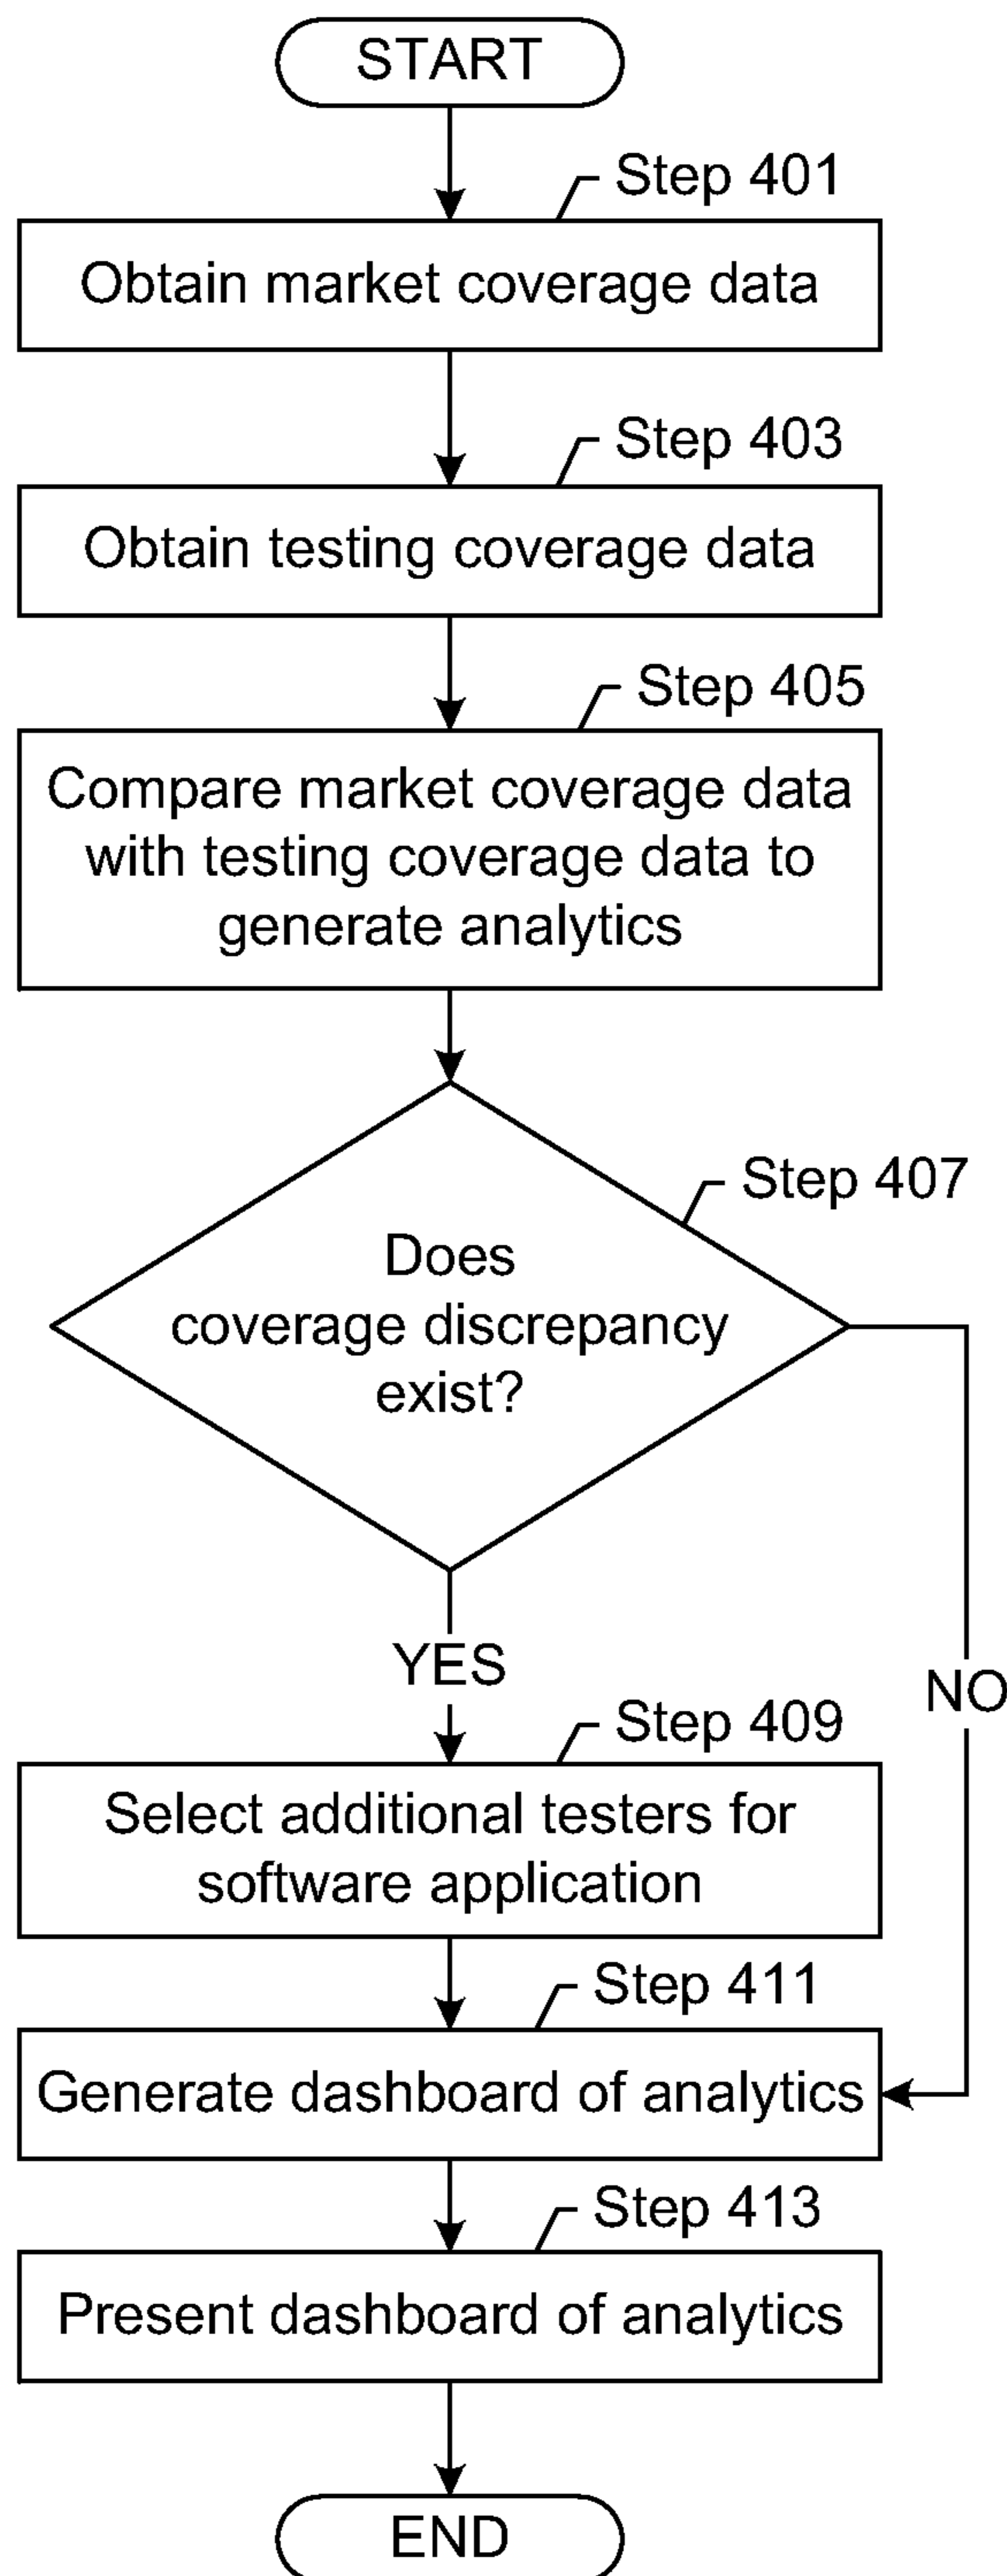 START
Step 401
Obtain market coverage data
Step 403
Obtain testing coverage data
Step 405
Compare market coverage data
with testing coverage data to
generate analytics
Step 407
Does
coverage discrepancy
exist?
YES
NO
Step 409
Select additional testers for
software application
Step 411
Generate dashboard of analytics
Step 413
Present dashboard of analytics
END